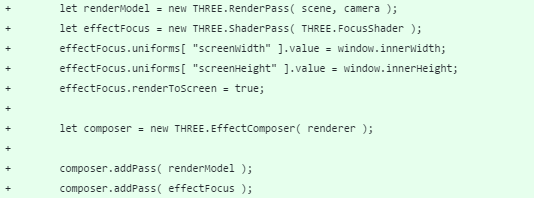 + let renderModel = new THREE.RenderPass( scene, camera );
+ let effectFocus = new THREE.ShaderPass( THREE.FocusShader );
+ effectFocus.uniforms[ "screenWidth" ].value = window.innerWidth;
+ effectFocus.uniforms[ "screenHeight" ].value = window.innerHeight;
+ effectFocus.renderToScreen = true;
+
+ let composer = new THREE.EffectComposer( renderer );
+
+ composer.addPass( renderModel );
+ composer.addPass( effectFocus );